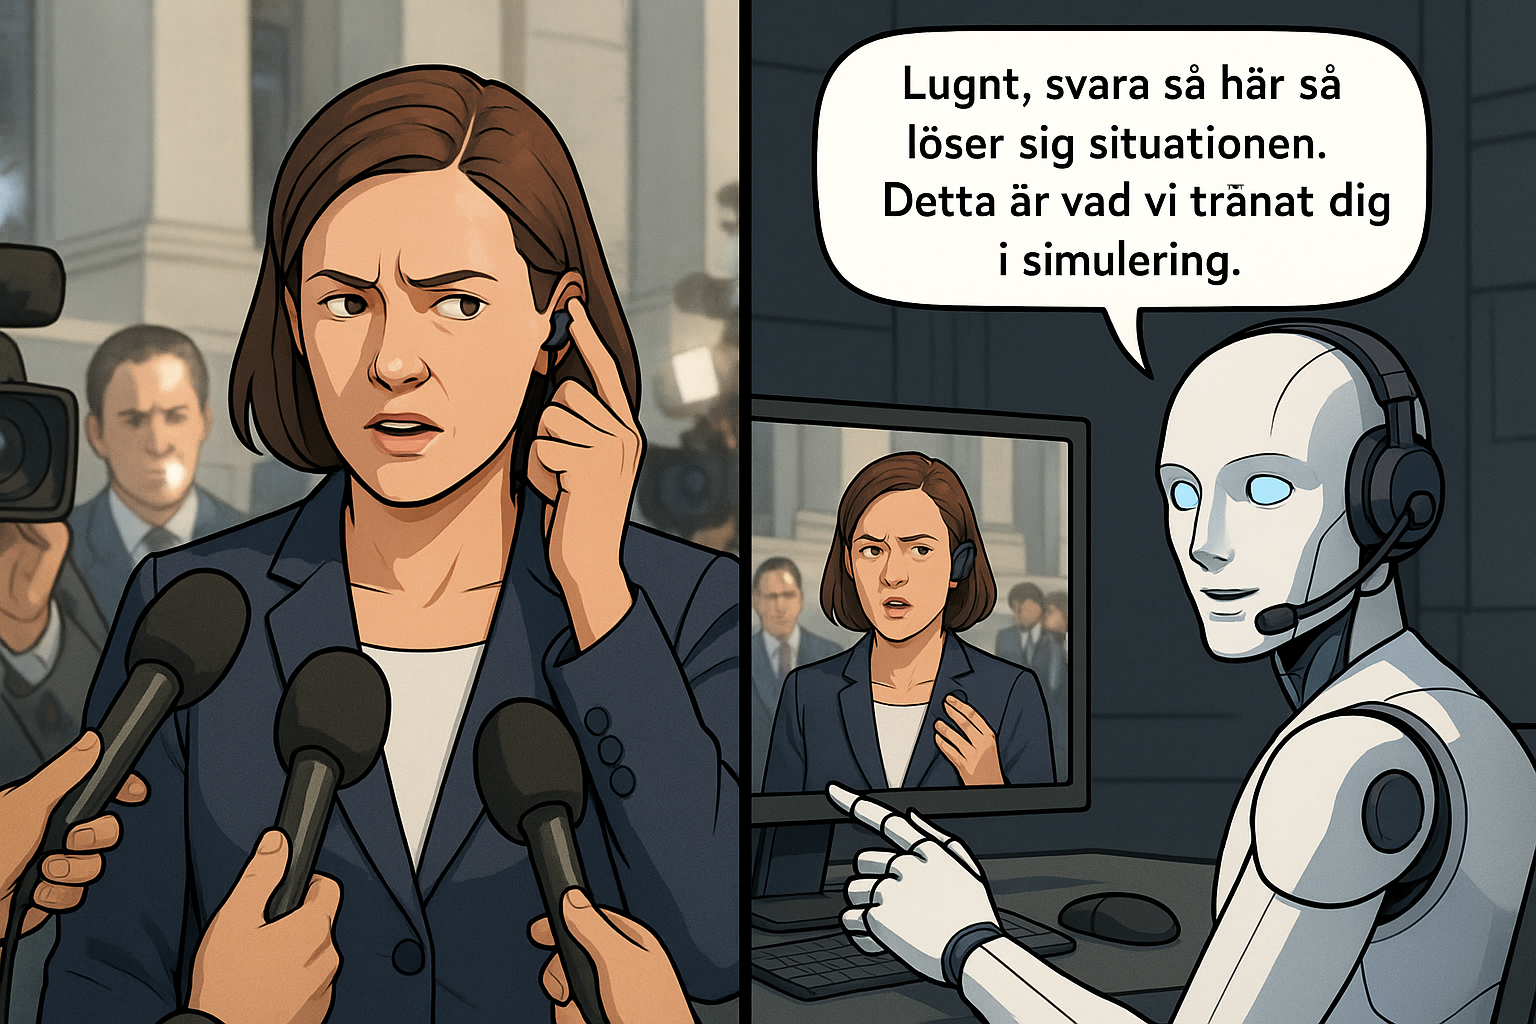 Lugnt, svara så här så
löser sig situationen.
Detta är vad vi tränat dig
i simulering.